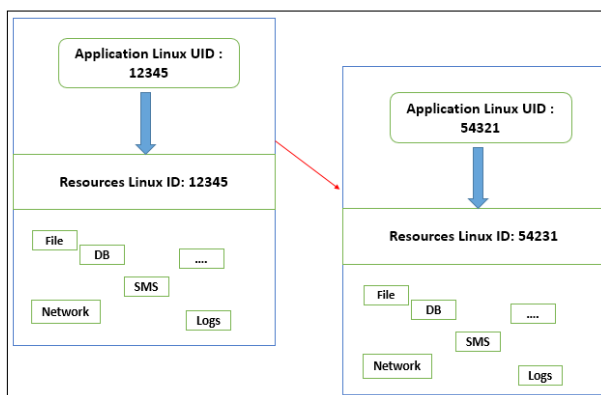 Application Linux UID :
12345
Resources Linux ID: 12345
File
DB
....
SMS
Network
Logs
Application Linux UID :
54321
Resources Linux ID: 54231
File
DB
....
SMS
Network
Logs